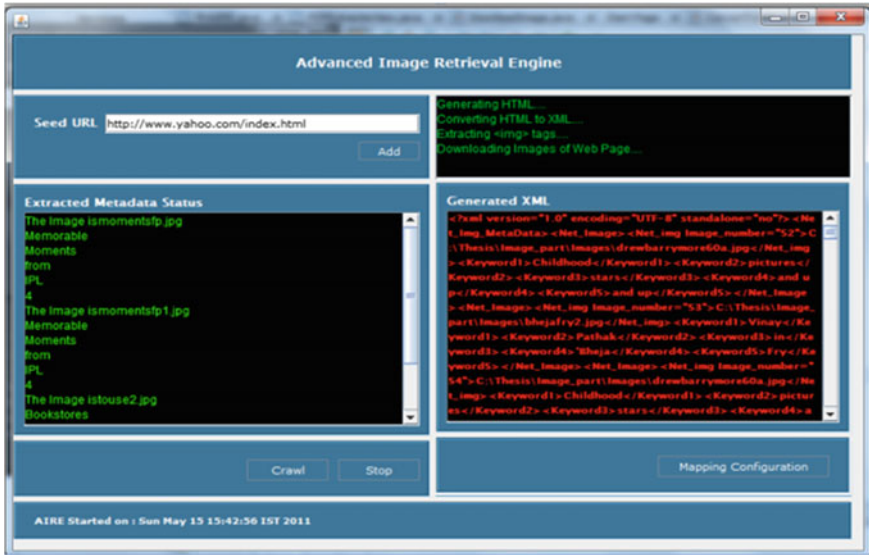 Advanced Image Retrieval Engine
Seed URL http://www.yahoo.com/index.html
Add
Generating HTML....
Converting HTML to XML....
Extracting <img> tags....
Downloading Images of Web Page....
Extracted Metadata Status
The Image ismomentsfp.jpg
Memorable
Moments
from
IPL
4
The Image ismomentsfp1.jpg
Memorable
Moments
from
IPL
4
The Image istouse2.jpg
Bookstores
Generated XML
<?xml version="1.0" encoding="UTF-8" standalone="no"?> <Ne
t_Img_MetaData> <Net_Image> <Net_img Image_number="52">C
:\Thesis\Image_part\Images\drewbarrymore60a.jpg</Net_img
> <Keyword1>Childhood</Keyword1> <Keyword2>pictures</
Keyword2> <Keyword3>stars</Keyword3> <Keyword4>and u
p</Keyword4> <Keyword5>and up</Keyword5> </Net_Image
> <Net_Image> <Net_img Image_number="53">C:\Thesis\Image_
part\Images\bhejafry2.jpg</Net_img> <Keyword1>Vinay</Ke
yword1> <Keyword2>Pathak</Keyword2> <Keyword3>in</Ke
yword3> <Keyword4>'Bheja</Keyword4> <Keyword5>Fry</Ke
yword5> </Net_Image> <Net_Image> <Net_img Image_number="
54">C:\Thesis\Image_part\Images\drewbarrymore60a.jpg</Ne
t_img> <Keyword1>Childhood</Keyword1> <Keyword2>pictur
es</Keyword2> <Keyword3>stars</Keyword3> <Keyword4>a
Crawl
Stop
Mapping Configuration
AIRE Started on : Sun May 15 15:42:56 IST 2011